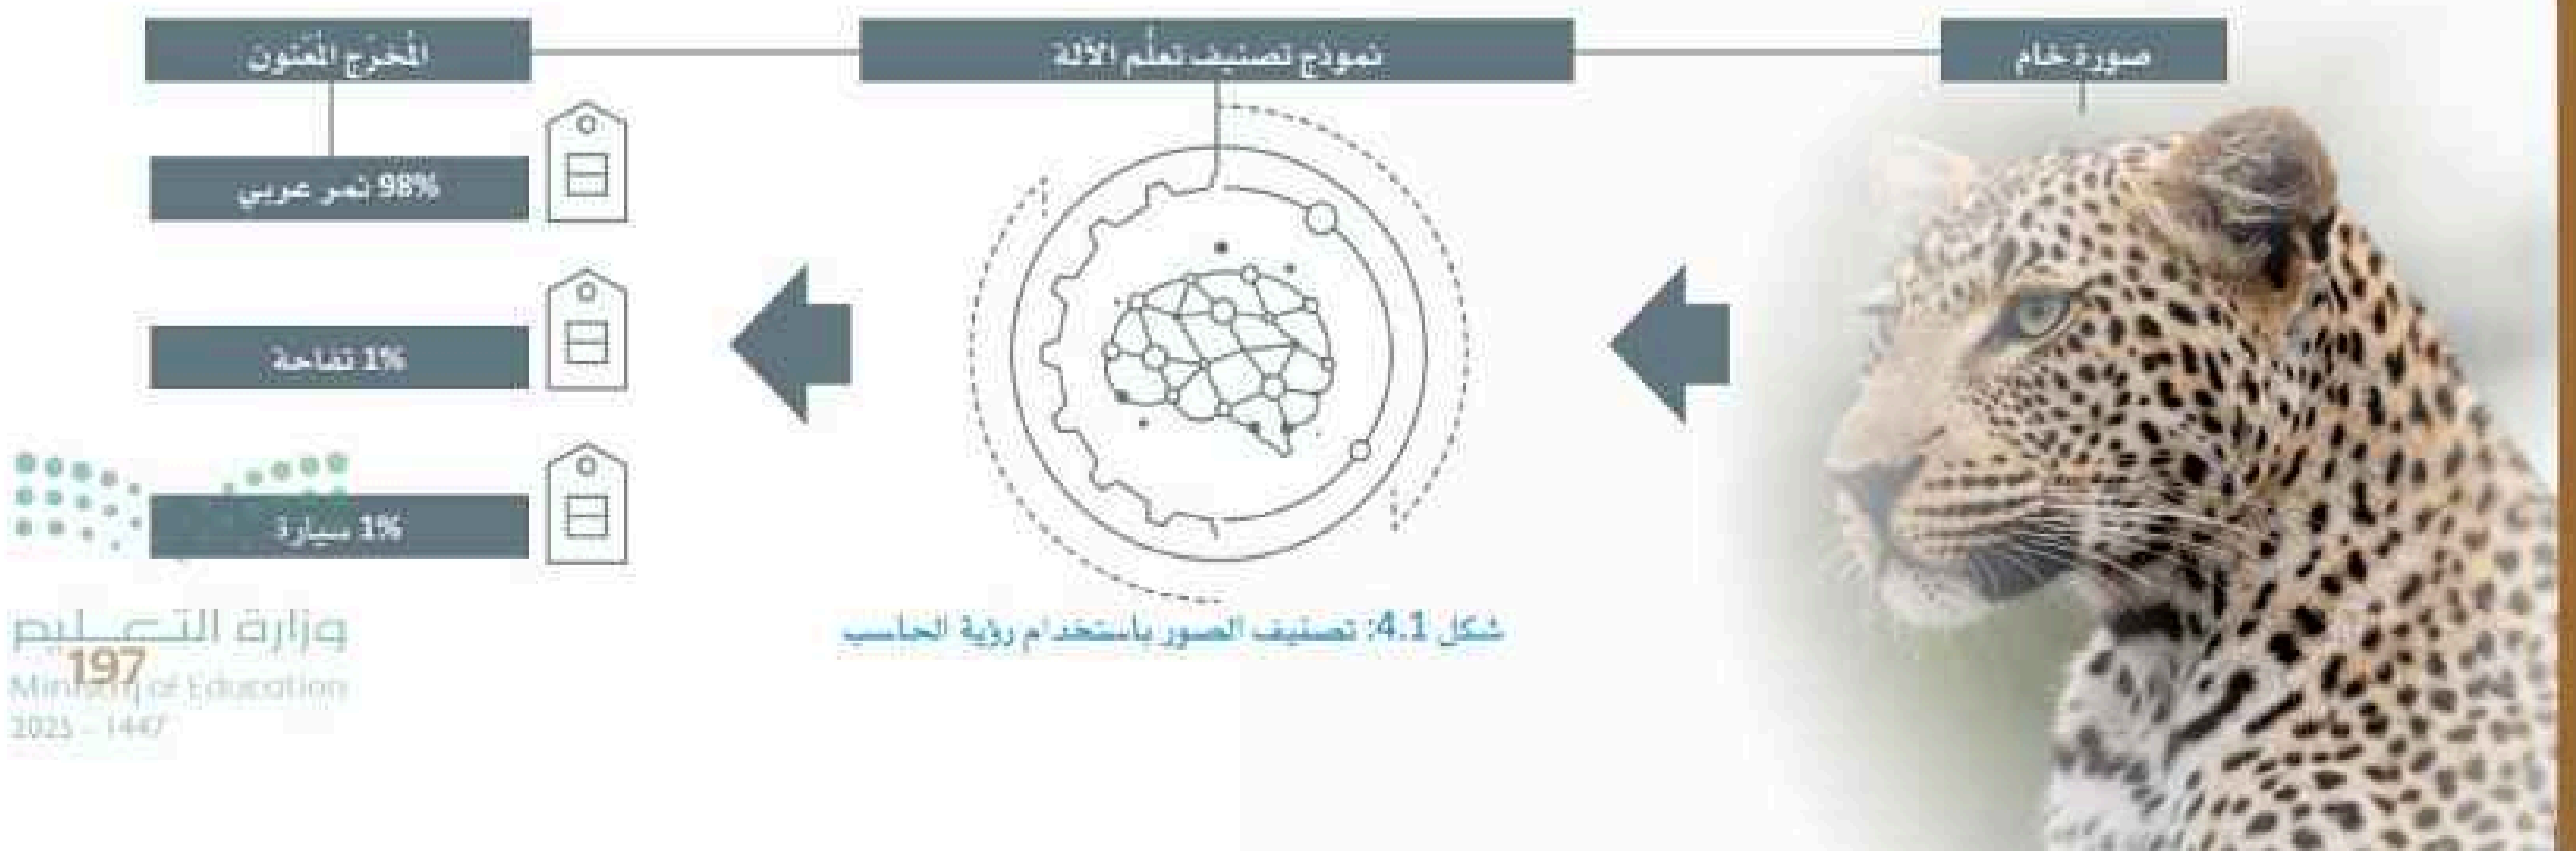 صورة خام
نموذج تصنيف تعلُّم الآلة
المُخرَج المُعَنون
98% نمر عربي
1% تفاحة
1% سيارة
شكل 4.1: تصنيف الصور باستخدام رؤية الحاسب
وزارة التعليم
197
Ministry of Education
2025 - 1447